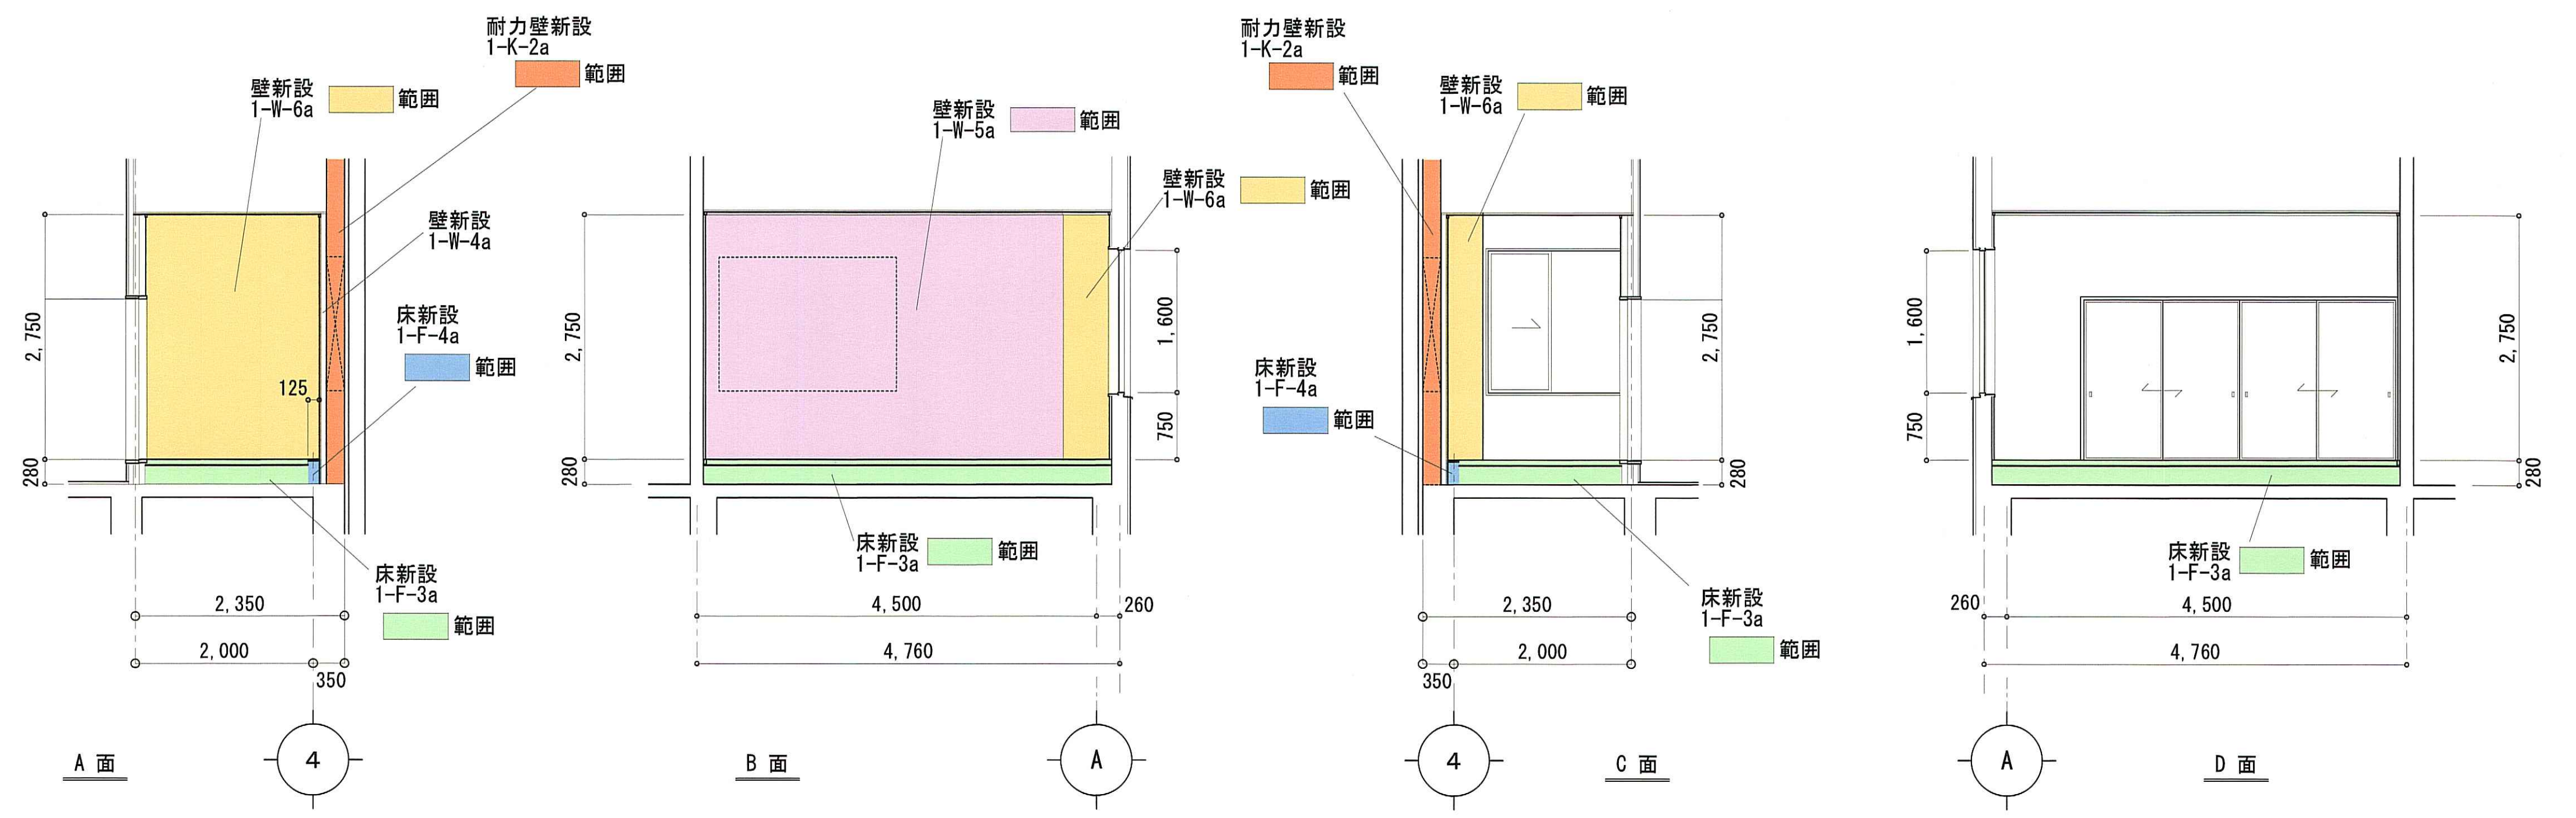 耐力壁新設
1-K-2a
範囲
壁新設
1-W-6a
範囲
壁新設
1-W-4a
床新設
1-F-4a
範囲
2,750
280
125
床新設
1-F-3a
範囲
2,350
2,000
350
4
A 面
壁新設
1-W-5a
範囲
壁新設
1-W-6a
範囲
2,750
280
1,600
750
床新設
1-F-3a
範囲
4,500
260
4,760
A
B 面
耐力壁新設
1-K-2a
範囲
壁新設
1-W-6a
範囲
床新設
1-F-4a
範囲
2,750
280
床新設
1-F-3a
範囲
2,350
2,000
350
4
C 面
1,600
750
2,750
280
床新設
1-F-3a
範囲
260
4,500
4,760
A
D 面